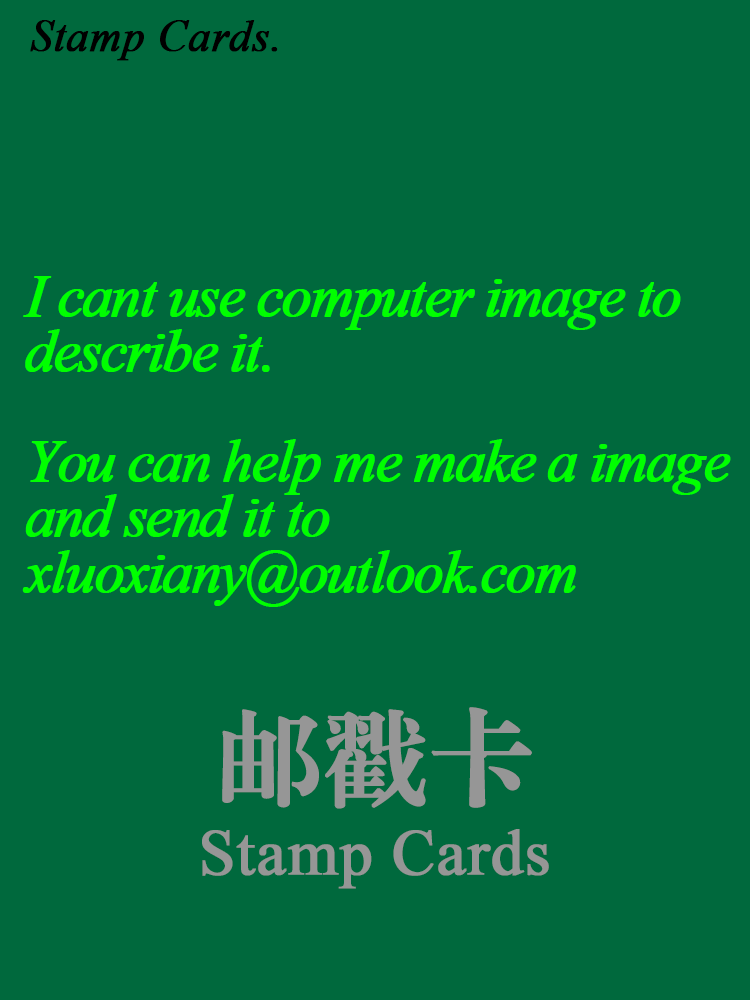 Stamp Cards.
I cant use computer image to
describe it.
You can help me make a image
and send it to
xluoxiany@outlook.com
邮戳卡
Stamp Cards